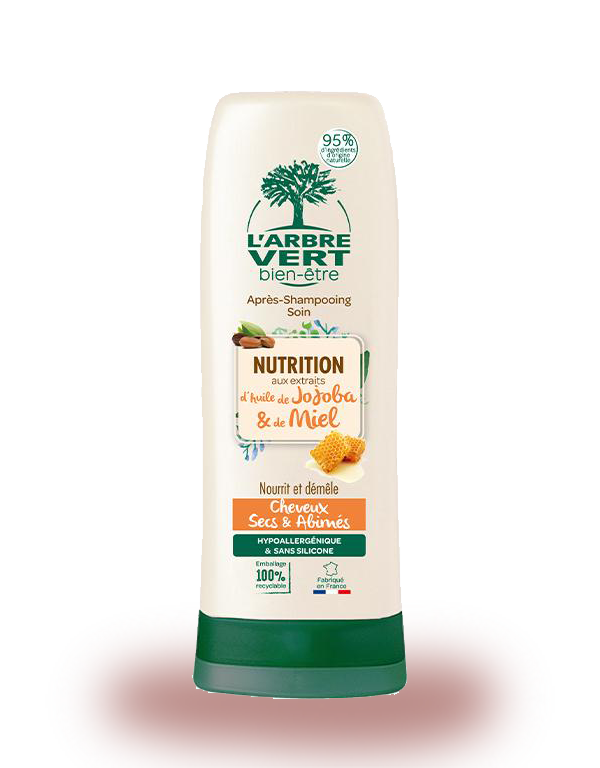 95%
d'ingrédients
d'origine
naturelle
L'ARBRE
VERT
bien-être
Après-Shampooing
Soin
NUTRITION
aux extraits
d'Huile de Jojoba
& de Miel
Nourrit et démêle
Cheveux
Secs & Abîmés
HYPOALLERGÉNIQUE
& SANS SILICONE
Emballage
100%
recyclable
Fabriqué
en France